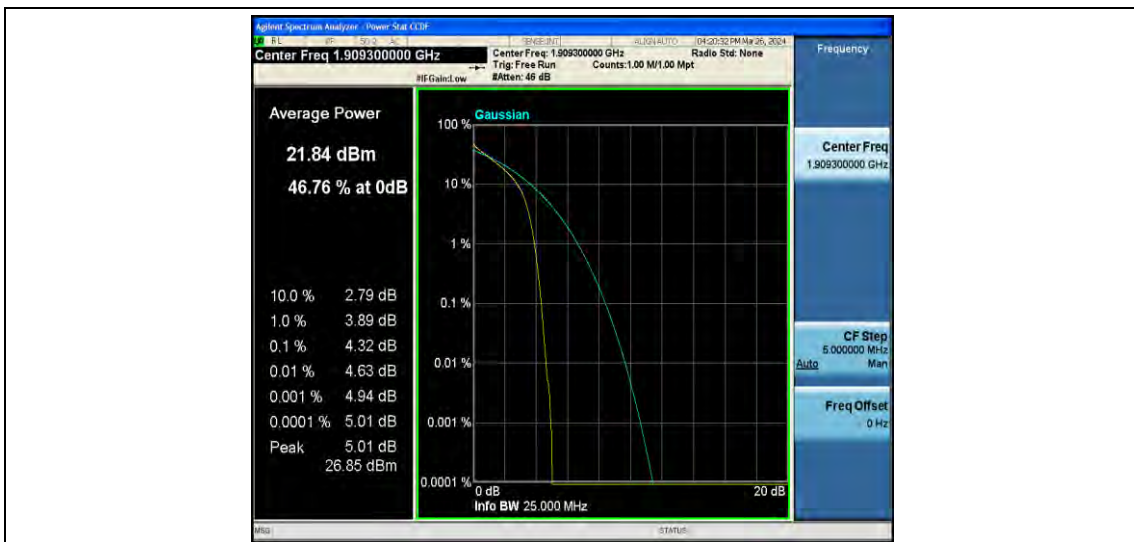 Agilent Spectrum Analyzer - Power Stat CCDF
RL RF 50 Ω AC SENSE:INT ALIGN AUTO 04:20:32 PM Mar 26, 2024
Center Freq 1.909300000 GHz
Center Freq: 1.909300000 GHz Radio Std: None
Trig: Free Run Counts:1.00 M/1.00 Mpt
#IFGain:Low #Atten: 46 dB
Frequency
Average Power
21.84 dBm
46.76 % at 0dB
10.0 % 2.79 dB
1.0 % 3.89 dB
0.1 % 4.32 dB
0.01 % 4.63 dB
0.001 % 4.94 dB
0.0001 % 5.01 dB
Peak 5.01 dB
26.85 dBm
Gaussian
100 %
10 %
1 %
0.1 %
0.01 %
0.001 %
0.0001 %
0 dB 20 dB
Info BW 25.000 MHz
Center Freq
1.909300000 GHz
CF Step
5.000000 MHz
Auto Man
Freq Offset
0 Hz
MSG STATUS